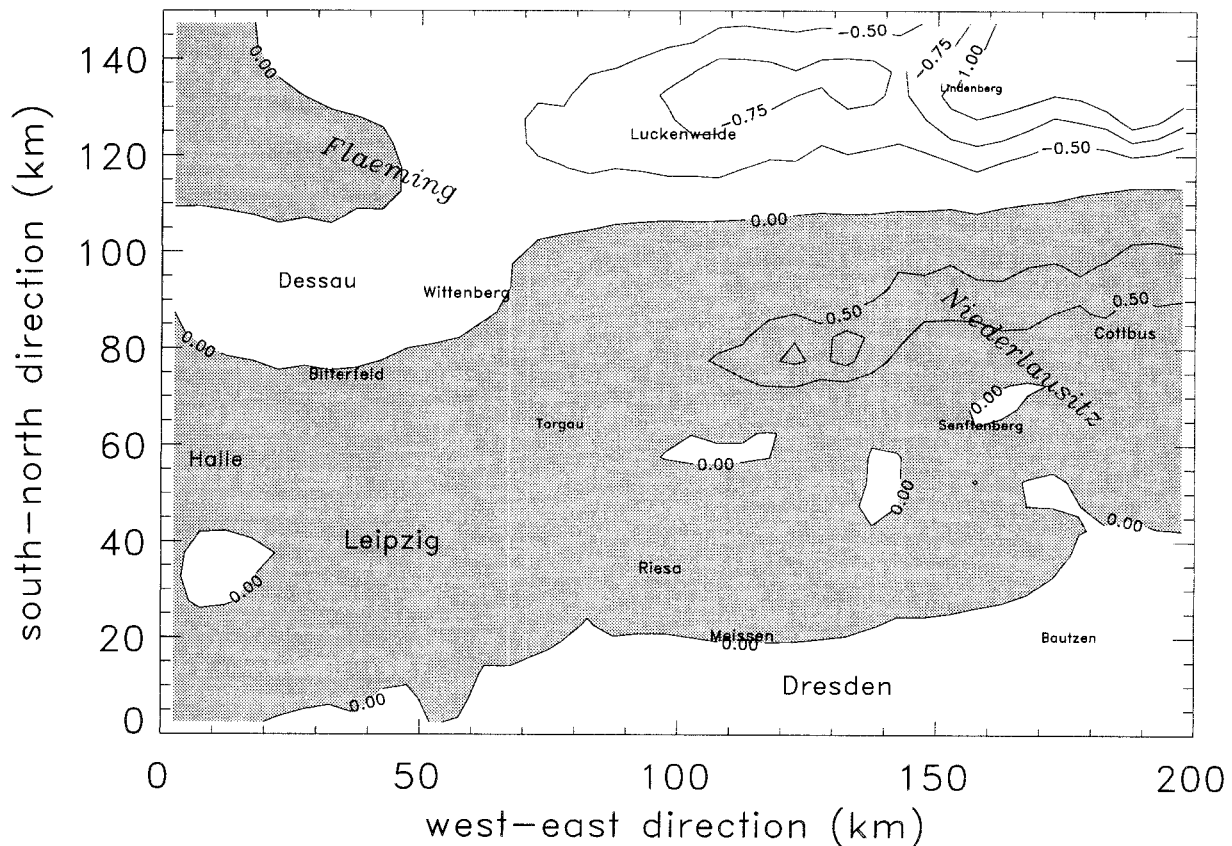 140
120
100
80
60
40
20
0
0
50
100
150
200
south-north direction (km)
west-east direction (km)
0.00
-0.50
-0.75
-1.00
Lindenberg
-0.75
Luckenwalde
-0.50
Flaeming
0.00
Dessau
Wittenberg
0.50
0.50
Niederlausitz
Cottbus
0.00
Bitterfeld
0.00
Torgau
Senftenberg
Halle
0.00
0.00
0.00
Leipzig
Riesa
0.00
Meissen
0.00
Bautzen
Dresden
0.00